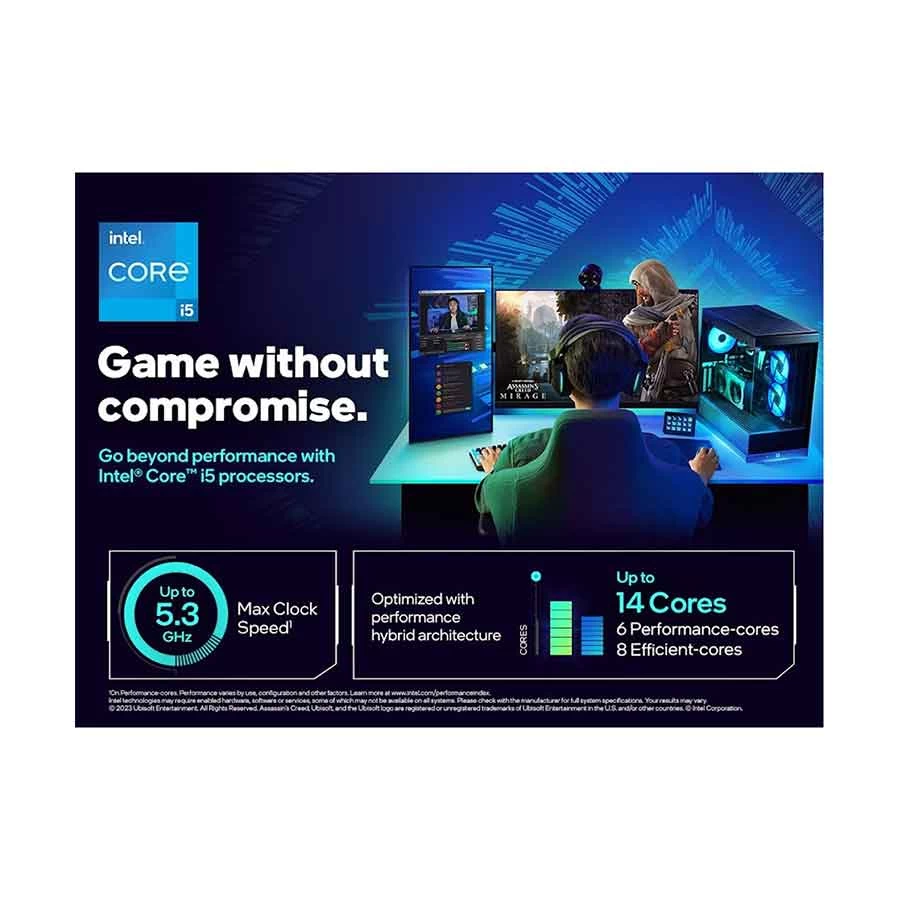 intel.
CORE™
i5
Game without
compromise.
Go beyond performance with
Intel® Core™ i5 processors.
ASSASSIN'S
CREED
MIRAGE
Up to
5.3
GHz
Max Clock
Speed¹
Optimized with
performance
hybrid architecture
CORES
Up to
14 Cores
6 Performance-cores
8 Efficient-cores
¹On Performance-cores. Performance varies by use, configuration and other factors. Learn more at www.intel.com/performanceindex.
Intel technologies may require enabled hardware, software or services, some of which may not be available on all systems. Please check with the manufacturer for full system specifications. Your results may vary.
© 2023 Ubisoft Entertainment. All Rights Reserved. Assassin's Creed, Ubisoft, and the Ubisoft logo are registered or unregistered trademarks of Ubisoft Entertainment in the U.S. and/or other countries. © Intel Corporation.